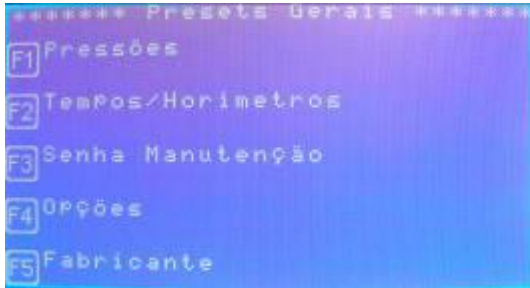 ******* Presets Gerais *******
F1 Pressões
F2 Tempos/Horimetros
F3 Senha Manutenção
F4 Opções
F5 Fabricante